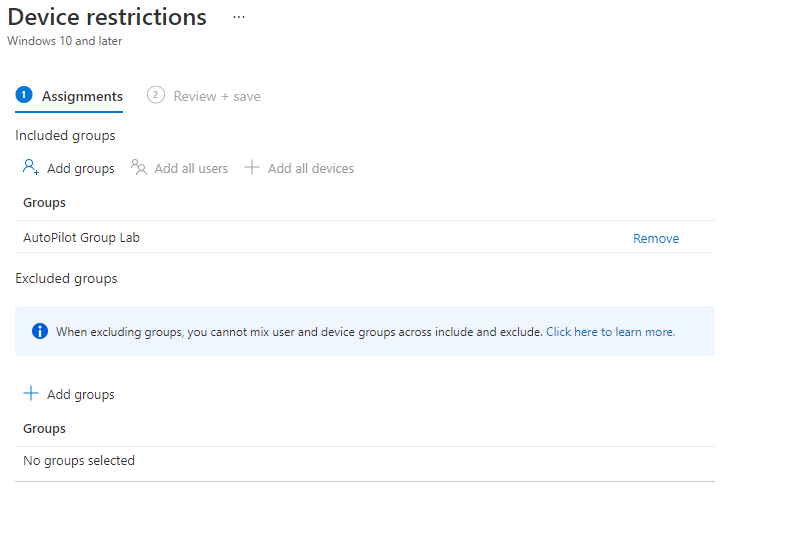 Device restrictions ...
Windows 10 and later
1 Assignments 2 Review + save
Included groups
Add groups Add all users Add all devices
Groups
AutoPilot Group Lab Remove
Excluded groups
When excluding groups, you cannot mix user and device groups across include and exclude. Click here to learn more.
Add groups
Groups
No groups selected